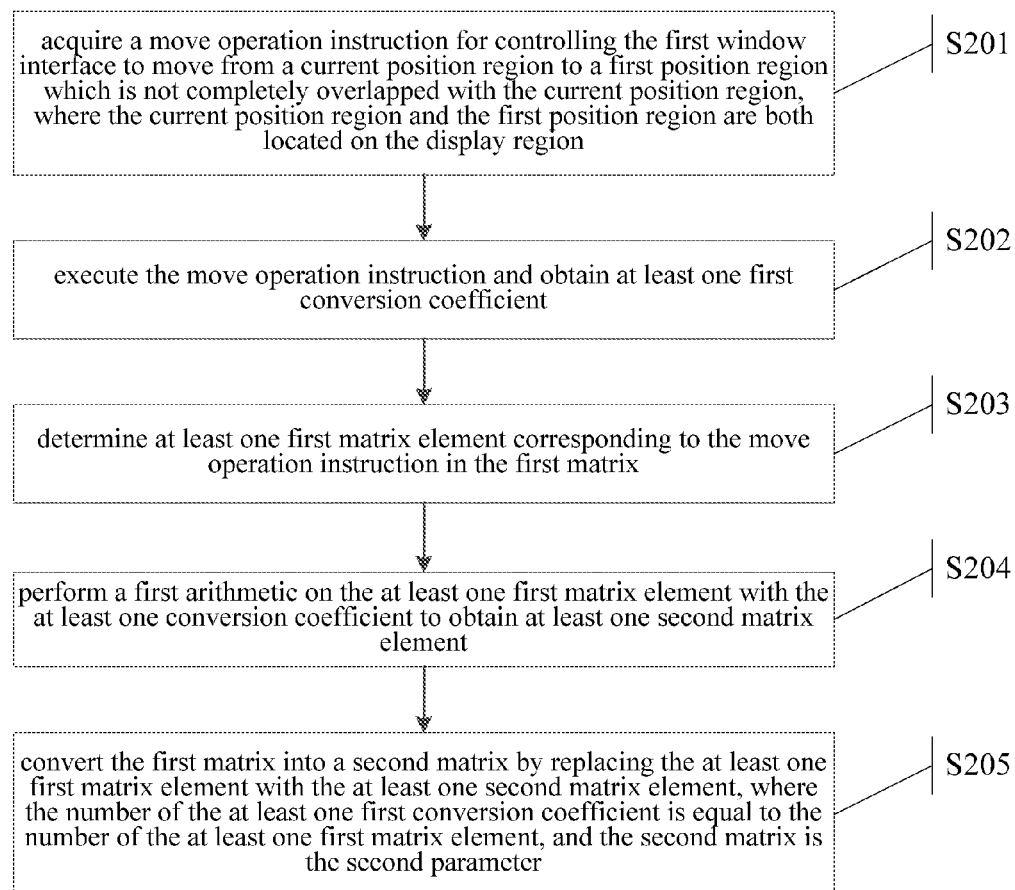 acquire a move operation instruction for controlling the first window
interface to move from a current position region to a first position region
which is not completely overlapped with the current position region,
where the current position region and the first position region are both
located on the display region
S201
execute the move operation instruction and obtain at least one first
conversion coefficient
S202
determine at least one first matrix element corresponding to the move
operation instruction in the first matrix
S203
perform a first arithmetic on the at least one first matrix element with the
at least one conversion coefficient to obtain at least one second matrix
element
S204
convert the first matrix into a second matrix by replacing the at least one
first matrix element with the at least one second matrix element, where
the number of the at least one first conversion coefficient is equal to the
number of the at least one first matrix element, and the second matrix is
the second parameter
S205